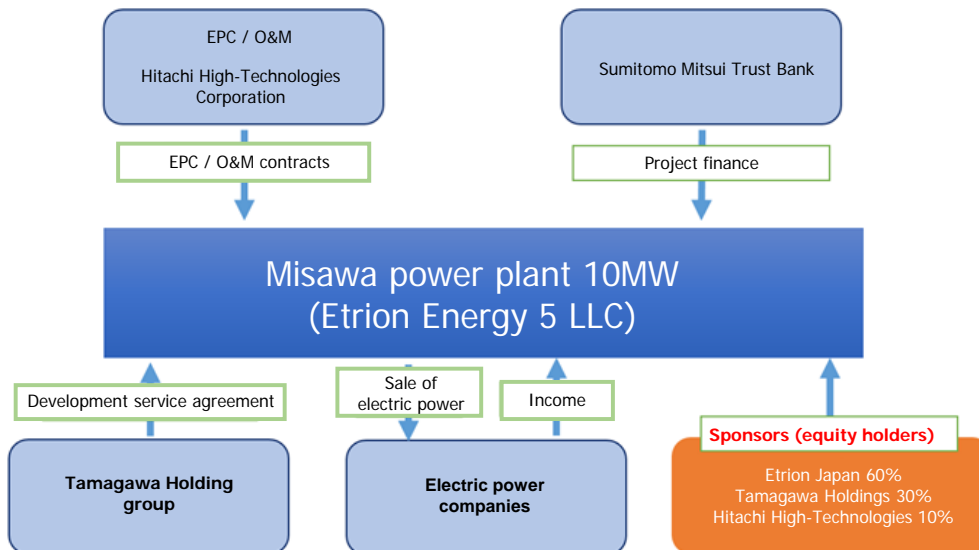 EPC / O&M
Hitachi High-Technologies
Corporation
Sumitomo Mitsui Trust Bank
EPC / O&M contracts
Project finance
Misawa power plant 10MW
(Etrion Energy 5 LLC)
Development service agreement
Sale of
electric power
Income
Sponsors (equity holders)
Tamagawa Holding
group
Electric power
companies
Etrion Japan 60%
Tamagawa Holdings 30%
Hitachi High-Technologies 10%